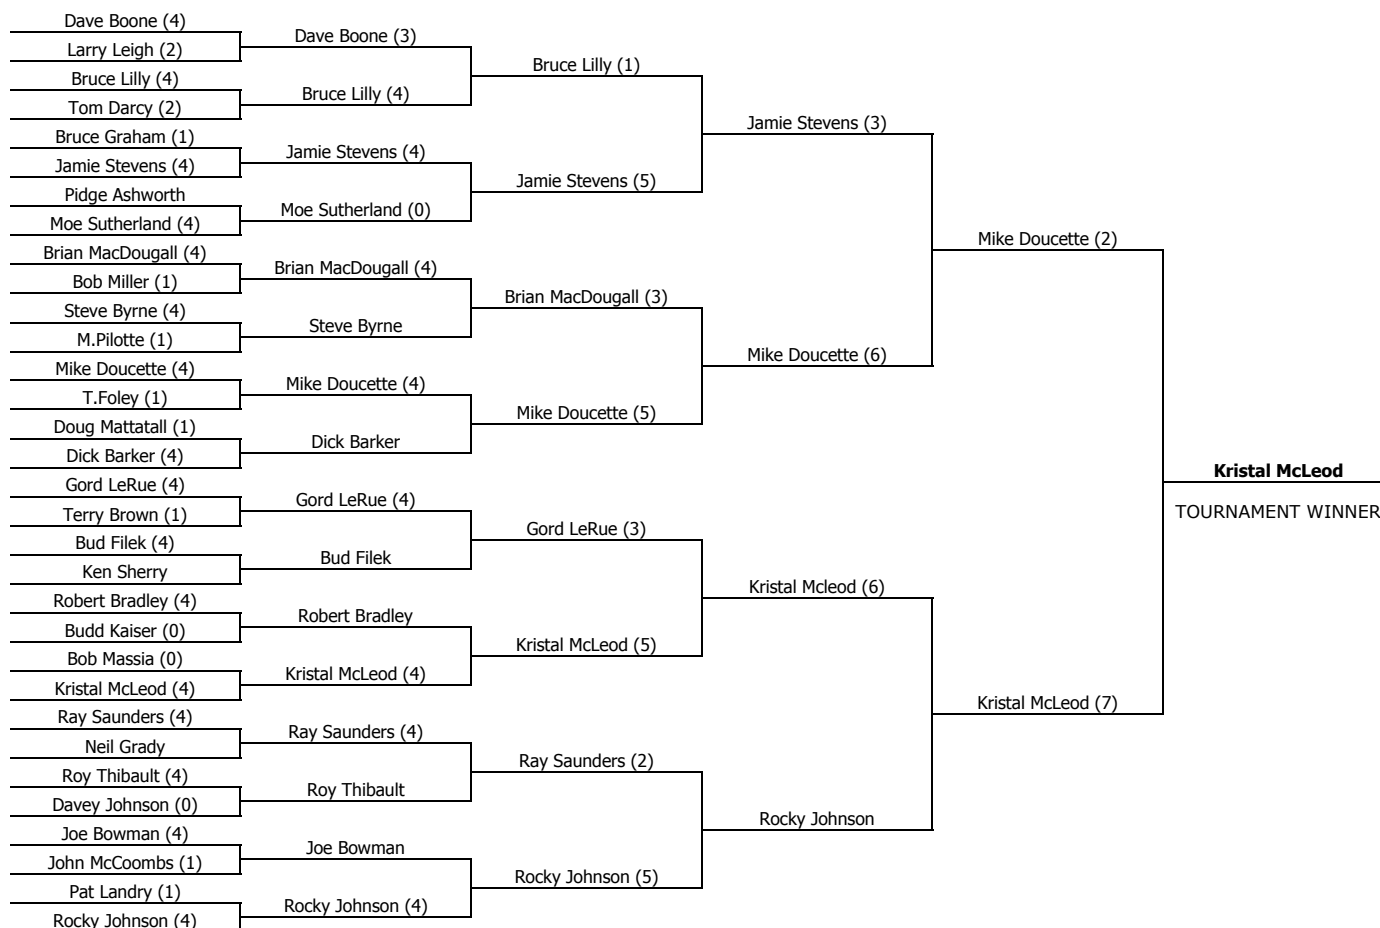 Dave Boone (4)
Larry Leigh (2)
Bruce Lilly (4)
Tom Darcy (2)
Bruce Graham (1)
Jamie Stevens (4)
Pidge Ashworth
Moe Sutherland (4)
Brian MacDougall (4)
Bob Miller (1)
Steve Byrne (4)
M.Pilotte (1)
Mike Doucette (4)
T.Foley (1)
Doug Mattatall (1)
Dick Barker (4)
Gord LeRue (4)
Terry Brown (1)
Bud Filek (4)
Ken Sherry
Robert Bradley (4)
Budd Kaiser (0)
Bob Massia (0)
Kristal McLeod (4)
Ray Saunders (4)
Neil Grady
Roy Thibault (4)
Davey Johnson (0)
Joe Bowman (4)
John McCoombs (1)
Pat Landry (1)
Rocky Johnson (4)
Dave Boone (3)
Bruce Lilly (4)
Jamie Stevens (4)
Moe Sutherland (0)
Brian MacDougall (4)
Steve Byrne
Mike Doucette (4)
Dick Barker
Gord LeRue (4)
Bud Filek
Robert Bradley
Kristal McLeod (4)
Ray Saunders (4)
Roy Thibault
Joe Bowman
Rocky Johnson (4)
Bruce Lilly (1)
Jamie Stevens (5)
Brian MacDougall (3)
Mike Doucette (5)
Gord LeRue (3)
Kristal McLeod (5)
Ray Saunders (2)
Rocky Johnson (5)
Jamie Stevens (3)
Mike Doucette (6)
Kristal Mcleod (6)
Rocky Johnson
Mike Doucette (2)
Kristal McLeod (7)
Kristal McLeod
TOURNAMENT WINNER